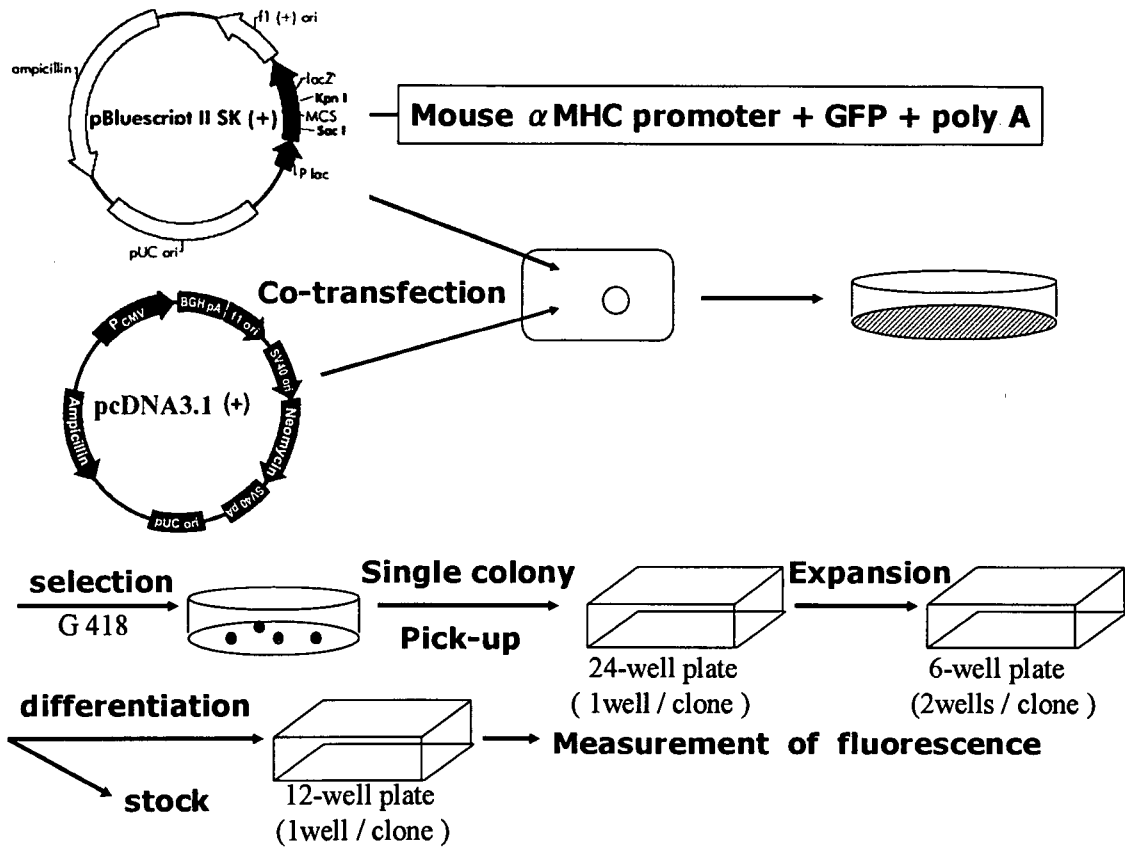 f1 (+) ori
ampicillin
lacZ'
Kpn I
MCS
Sac I
P lac
pUC ori
pBluescript II SK (+)
Mouse αMHC promoter + GFP + poly A
Co-transfection
P CMV
BGH pA
f1 ori
SV40 ori
Neomycin
SV40 pA
pUC ori
Ampicillin
pcDNA3.1 (+)
selection
G 418
Single colony
Pick-up
24-well plate
( 1well / clone )
Expansion
6-well plate
(2wells / clone )
differentiation
stock
12-well plate
(1well / clone )
Measurement of fluorescence